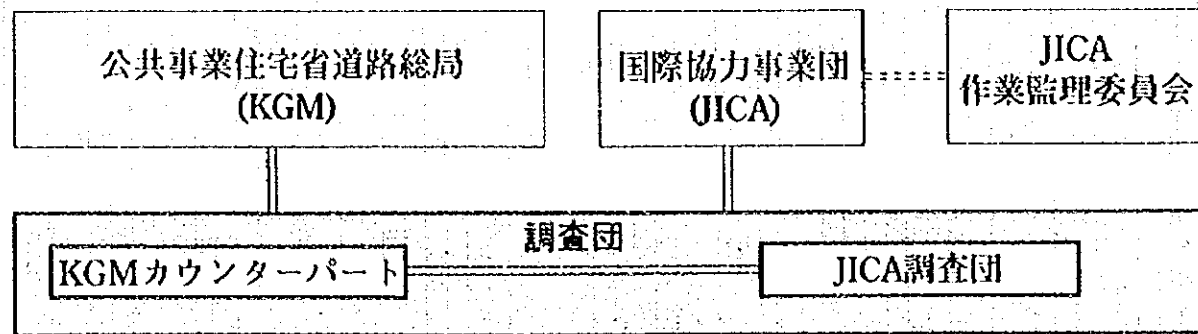 公共事業住宅省道路総局
(KGM)
国際協力事業団
(JICA)
JICA
作業監理委員会
調査団
KGMカウンターパート
JICA調査団